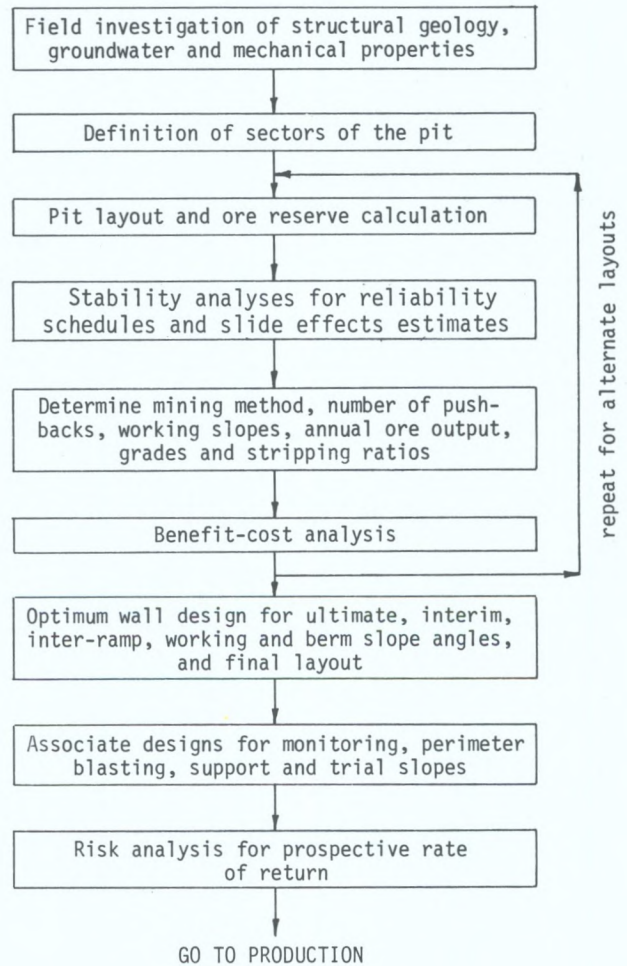 Field investigation of structural geology,
groundwater and mechanical properties
Definition of sectors of the pit
Pit layout and ore reserve calculation
Stability analyses for reliability
schedules and slide effects estimates
Determine mining method, number of push-
backs, working slopes, annual ore output,
grades and stripping ratios
Benefit-cost analysis
repeat for alternate layouts
Optimum wall design for ultimate, interim,
inter-ramp, working and berm slope angles,
and final layout
Associate designs for monitoring, perimeter
blasting, support and trial slopes
Risk analysis for prospective rate
of return
GO TO PRODUCTION